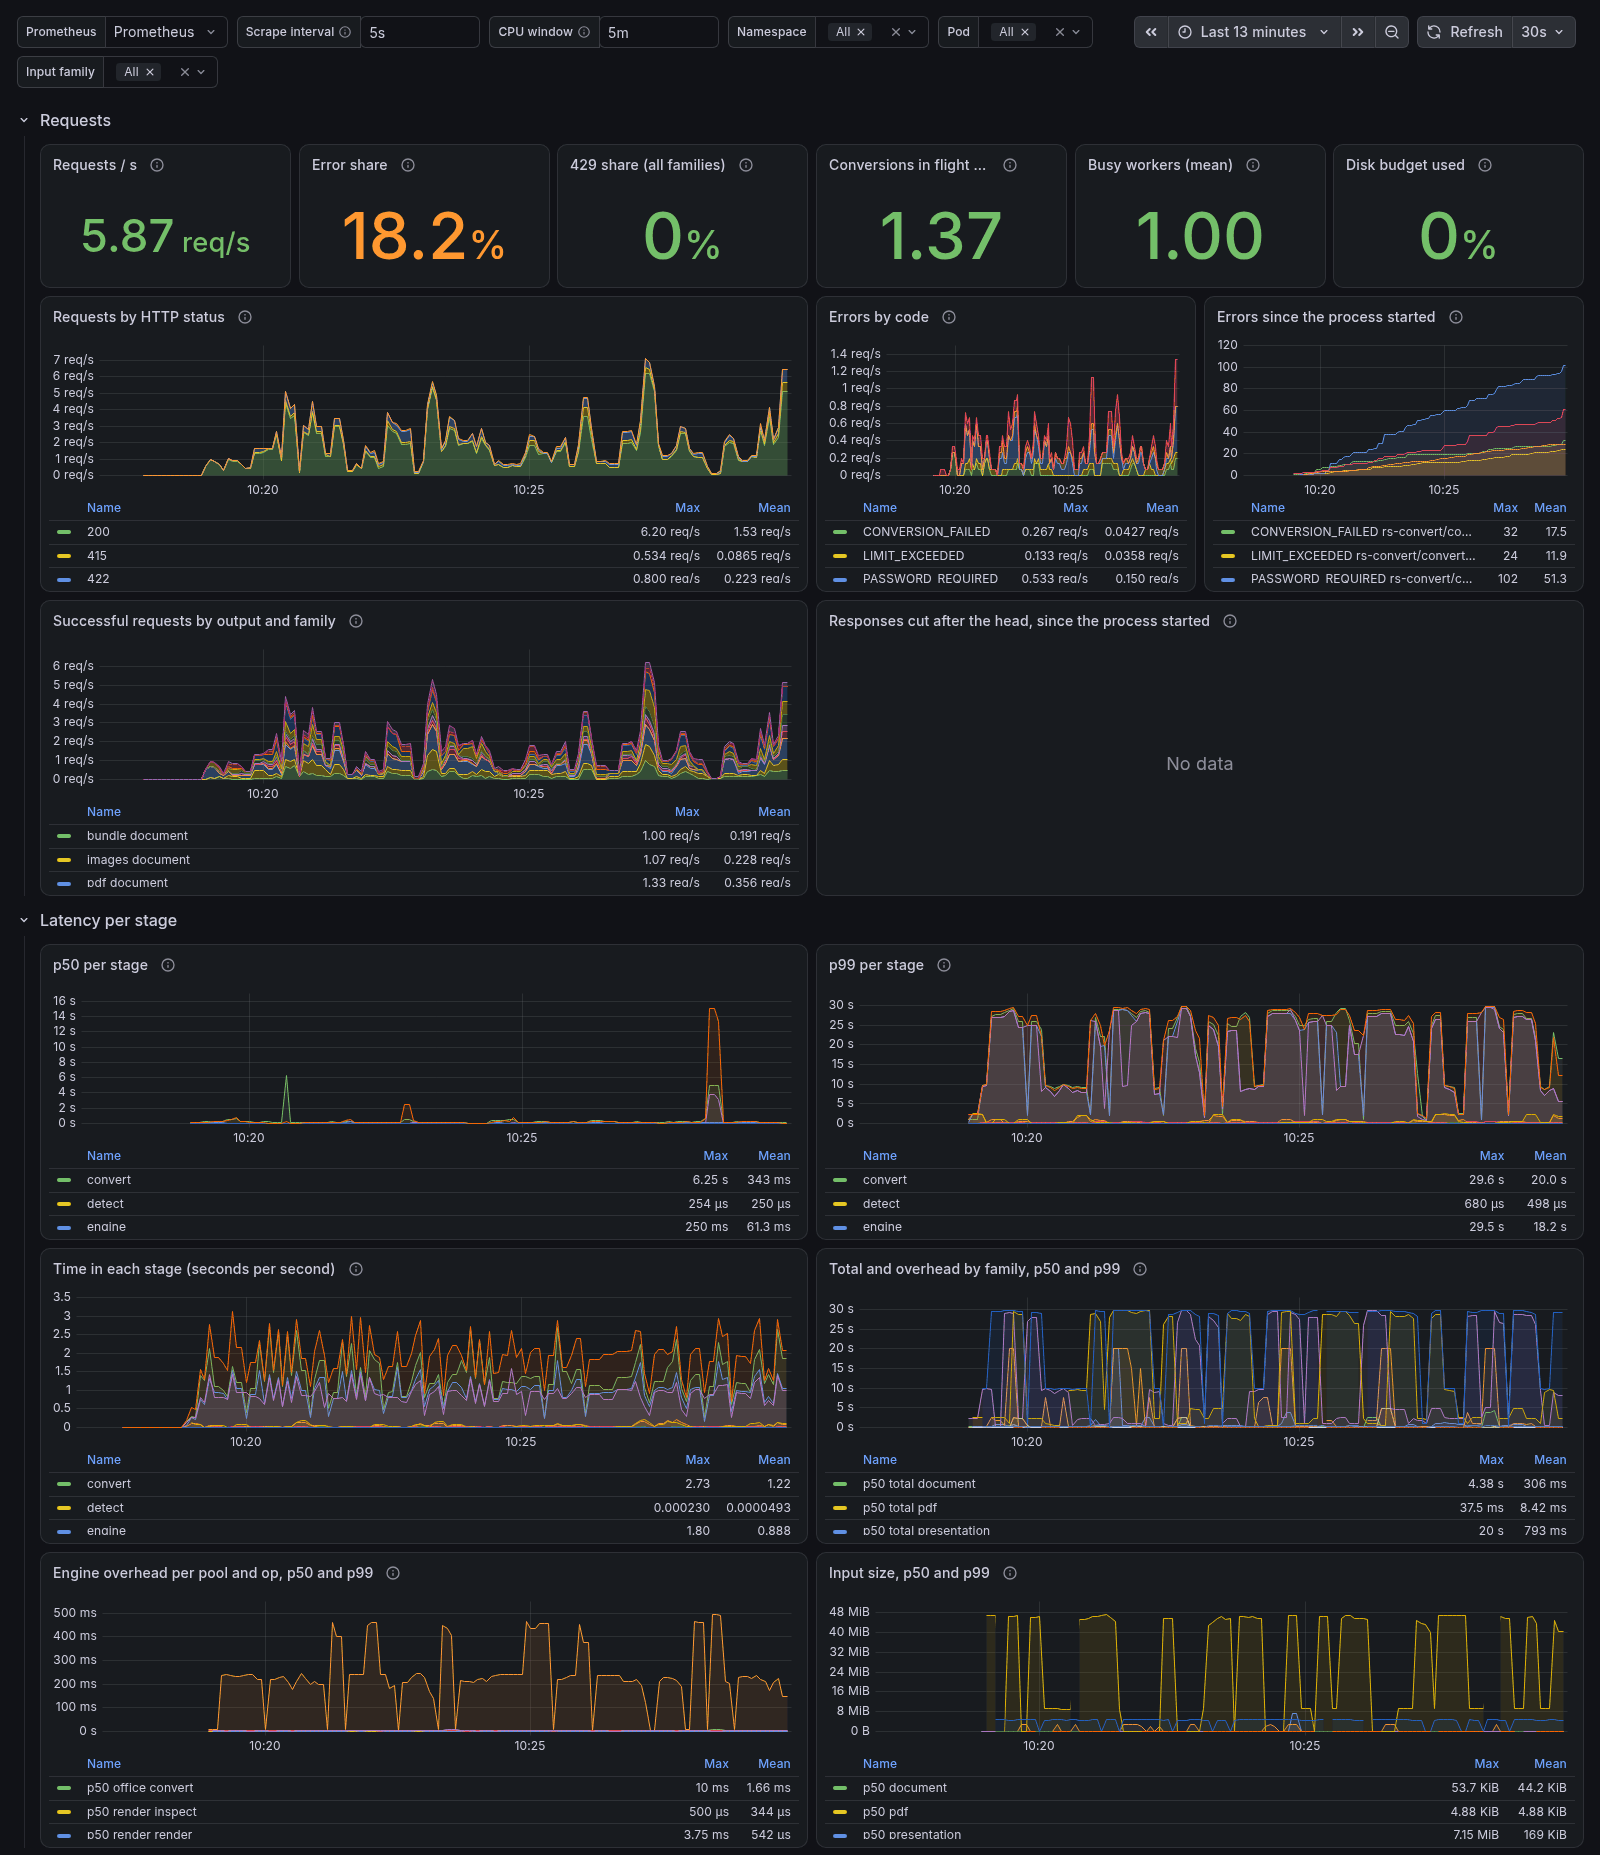 Prometheus Prometheus Scrape interval 5s CPU window 5m Namespace All Pod All Last 13 minutes Refresh 30s
Input family All
Requests
Requests / s Error share 429 share (all families) Conversions in flight ... Busy workers (mean) Disk budget used
5.87 req/s 18.2% 0% 1.37 1.00 0%
Requests by HTTP status
7 req/s
6 req/s
5 req/s
4 req/s
3 req/s
2 req/s
1 req/s
0 req/s
10:20 10:25
Name Max Mean
200 6.20 req/s 1.53 req/s
415 0.534 req/s 0.0865 req/s
422 0.800 req/s 0.223 req/s
Errors by code
1.4 req/s
1.2 req/s
1 req/s
0.8 req/s
0.6 req/s
0.4 req/s
0.2 req/s
0 req/s
10:20 10:25
Name Max Mean
CONVERSION_FAILED 0.267 req/s 0.0427 req/s
LIMIT_EXCEEDED 0.133 req/s 0.0358 req/s
PASSWORD_REQUIRED 0.533 req/s 0.150 req/s
Errors since the process started
120
100
80
60
40
20
0
10:20 10:25
Name Max Mean
CONVERSION_FAILED rs-convert/co... 32 17.5
LIMIT_EXCEEDED rs-convert/convert... 24 11.9
PASSWORD_REQUIRED rs-convert/c... 102 51.3
Successful requests by output and family
6 req/s
5 req/s
4 req/s
3 req/s
2 req/s
1 req/s
0 req/s
10:20 10:25
Name Max Mean
bundle document 1.00 req/s 0.191 req/s
images document 1.07 req/s 0.228 req/s
pdf document 1.33 req/s 0.356 req/s
Responses cut after the head, since the process started
No data
Latency per stage
p50 per stage
16 s
14 s
12 s
10 s
8 s
6 s
4 s
2 s
0 s
10:20 10:25
Name Max Mean
convert 6.25 s 343 ms
detect 254 µs 250 µs
engine 250 ms 61.3 ms
p99 per stage
30 s
25 s
20 s
15 s
10 s
5 s
0 s
10:20 10:25
Name Max Mean
convert 29.6 s 20.0 s
detect 680 µs 498 µs
engine 29.5 s 18.2 s
Time in each stage (seconds per second)
3.5
3
2.5
2
1.5
1
0.5
0
10:20 10:25
Name Max Mean
convert 2.73 1.22
detect 0.000230 0.0000493
engine 1.80 0.888
Total and overhead by family, p50 and p99
30 s
25 s
20 s
15 s
10 s
5 s
0 s
10:20 10:25
Name Max Mean
p50 total document 4.38 s 306 ms
p50 total pdf 37.5 ms 8.42 ms
p50 total presentation 20 s 793 ms
Engine overhead per pool and op, p50 and p99
500 ms
400 ms
300 ms
200 ms
100 ms
0 s
10:20 10:25
Name Max Mean
p50 office convert 10 ms 1.66 ms
p50 render inspect 500 µs 344 µs
p50 render render 3.75 ms 542 µs
Input size, p50 and p99
48 MiB
40 MiB
32 MiB
24 MiB
16 MiB
8 MiB
0 B
10:20 10:25
Name Max Mean
p50 document 53.7 KiB 44.2 KiB
p50 pdf 4.88 KiB 4.88 KiB
p50 presentation 7.15 MiB 169 KiB